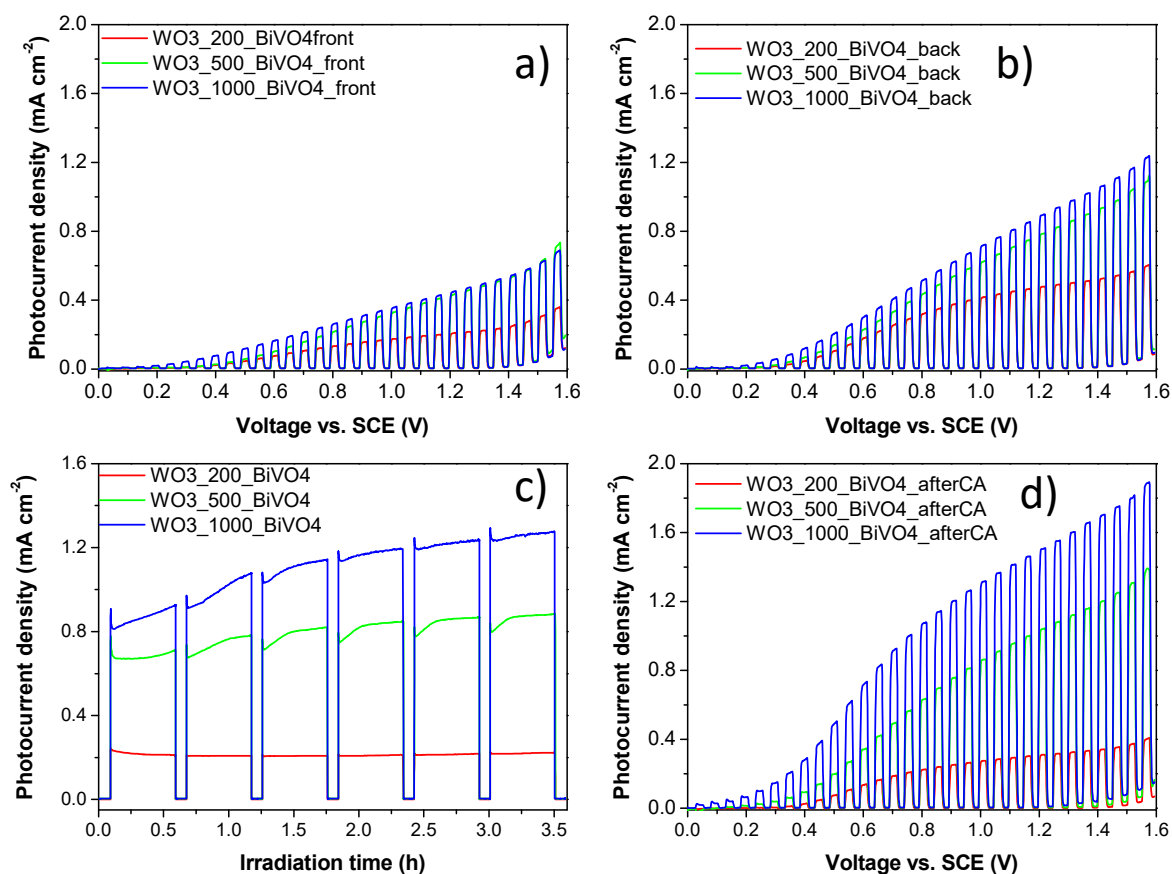 2.0
1.6
1.2
0.8
0.4
0.0
Photocurrent density (mA cm-2)
WO3_200_BiVO4front
WO3_500_BiVO4_front
WO3_1000_BiVO4_front
a)
0.0 0.2 0.4 0.6 0.8 1.0 1.2 1.4 1.6
Voltage vs. SCE (V)
2.0
1.6
1.2
0.8
0.4
0.0
Photocurrent density (mA cm-2)
WO3_200_BiVO4_back
WO3_500_BiVO4_back
WO3_1000_BiVO4_back
b)
0.0 0.2 0.4 0.6 0.8 1.0 1.2 1.4 1.6
Voltage vs. SCE (V)
1.6
1.2
0.8
0.4
0.0
Photocurrent density (mA cm-2)
WO3_200_BiVO4
WO3_500_BiVO4
WO3_1000_BiVO4
c)
0.0 0.5 1.0 1.5 2.0 2.5 3.0 3.5
Irradiation time (h)
2.0
1.6
1.2
0.8
0.4
0.0
Photocurrent density (mA cm-2)
WO3_200_BiVO4_afterCA
WO3_500_BiVO4_afterCA
WO3_1000_BiVO4_afterCA
d)
0.0 0.2 0.4 0.6 0.8 1.0 1.2 1.4 1.6
Voltage vs. SCE (V)